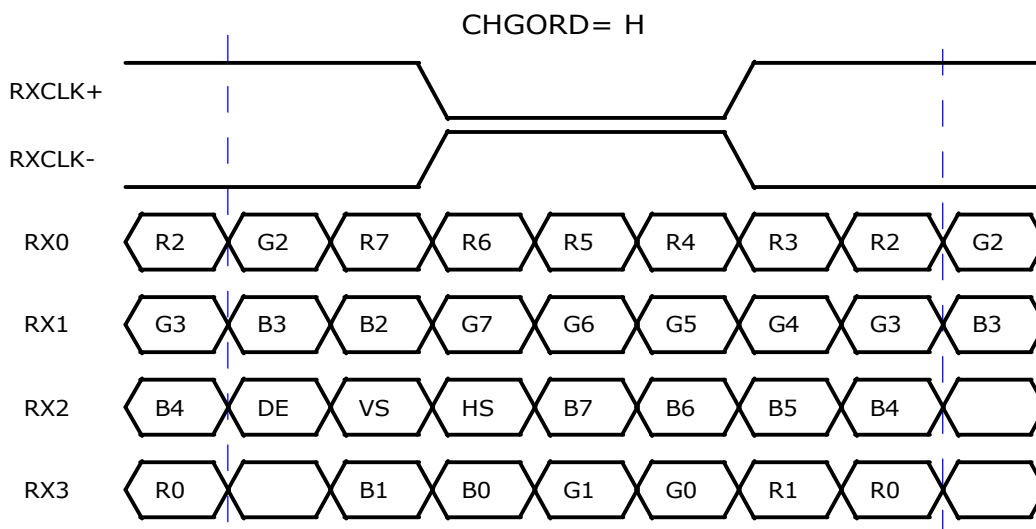 CHGORD= H
RXCLK+
RXCLK-
RX0 R2 G2 R7 R6 R5 R4 R3 R2 G2
RX1 G3 B3 B2 G7 G6 G5 G4 G3 B3
RX2 B4 DE VS HS B7 B6 B5 B4
RX3 R0 B1 B0 G1 G0 R1 R0